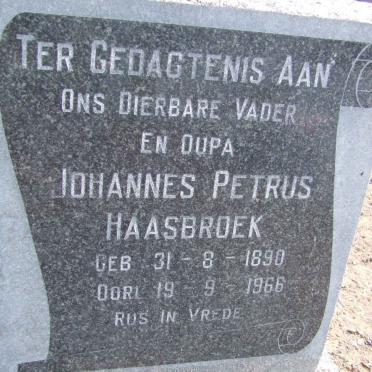 TER GEDAGTENIS AAN
ONS DIERBARE VADER
EN OUPA
JOHANNES PETRUS
HAASBROEK
GEB 31 - 8 - 1890
OORL 19 - 9 - 1966
RUS IN VREDE